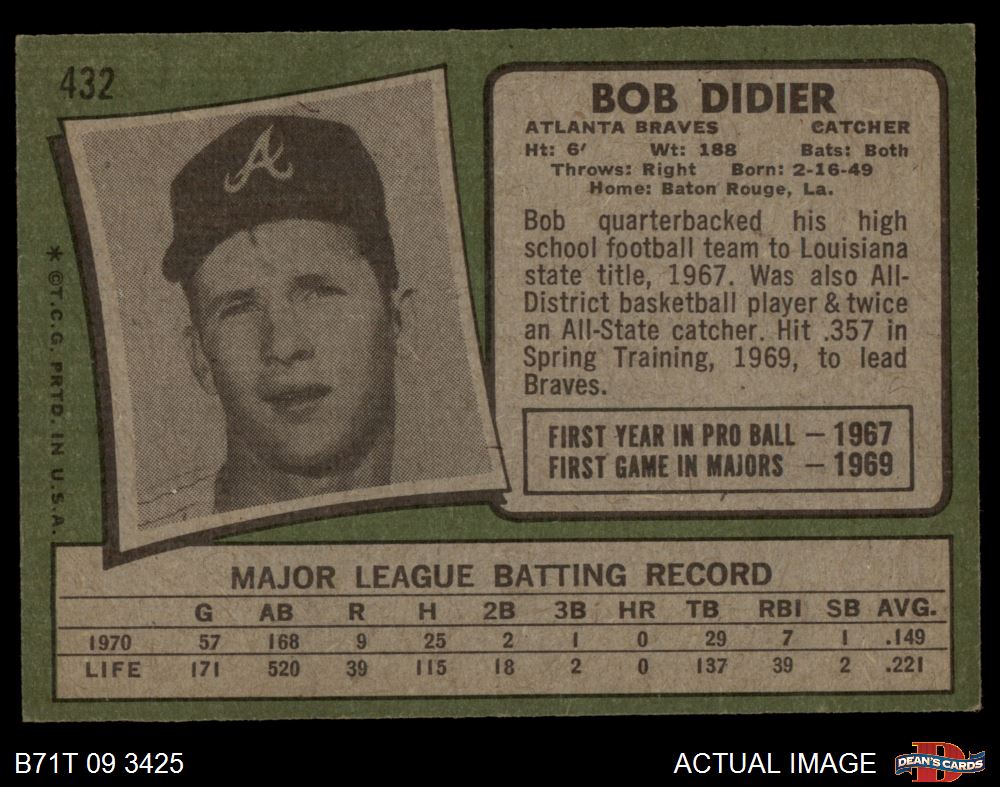 432
A
BOB DIDIER
ATLANTA BRAVES CATCHER
Ht: 6' Wt: 188 Bats: Both
Throws: Right Born: 2-16-49
Home: Baton Rouge, La.
Bob quarterbacked his high
school football team to Louisiana
state title, 1967. Was also All-
District basketball player & twice
an All-State catcher. Hit .357 in
Spring Training, 1969, to lead
Braves.
FIRST YEAR IN PRO BALL — 1967
FIRST GAME IN MAJORS — 1969
* © T.C.G. PRTD. IN U.S.A.
MAJOR LEAGUE BATTING RECORD
G AB R H 2B 3B HR TB RBI SB AVG.
1970 57 168 9 25 2 1 0 29 7 1 .149
LIFE 171 520 39 115 18 2 0 137 39 2 .221
B71T 09 3425 ACTUAL IMAGE
D
DEAN'S CARDS